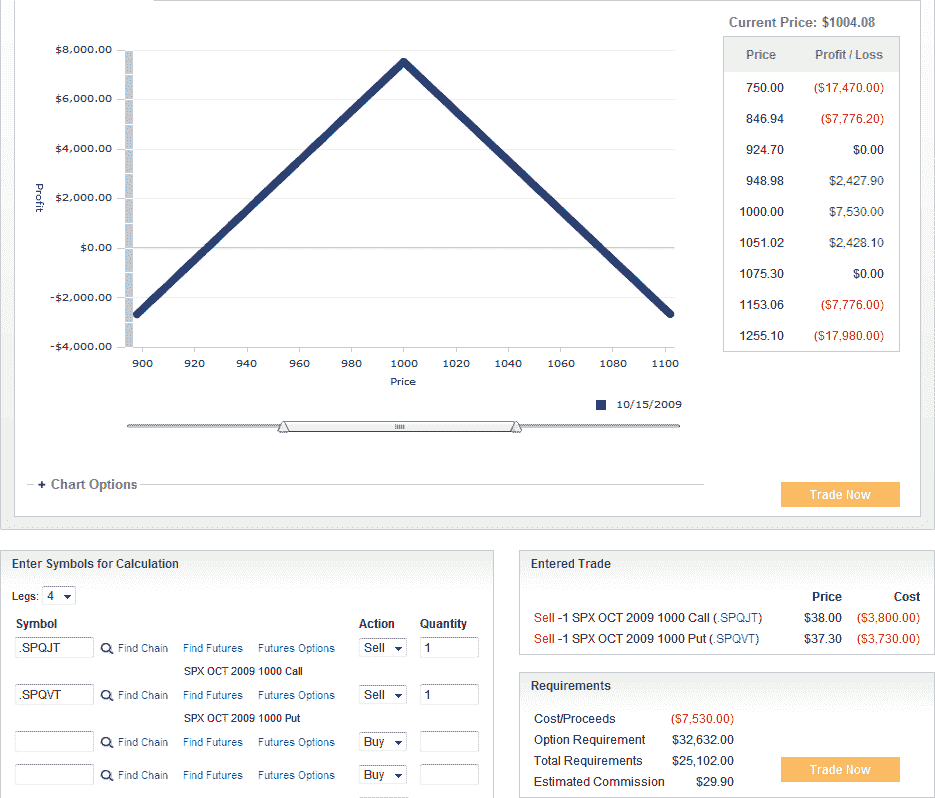 Current Price: $1004.08
Price Profit / Loss
750.00 ($17,470.00)
846.94 ($7,776.20)
924.70 $0.00
948.98 $2,427.90
1000.00 $7,530.00
1051.02 $2,428.10
1075.30 $0.00
1153.06 ($7,776.00)
1255.10 ($17,980.00)
$8,000.00
$6,000.00
$4,000.00
$2,000.00
$0.00
-$2,000.00
-$4,000.00
Profit
900 920 940 960 980 1000 1020 1040 1060 1080 1100
Price
10/15/2009
+ Chart Options
Trade Now
Enter Symbols for Calculation
Legs: 4
Symbol Action Quantity
.SPQJT Find Chain Find Futures Futures Options Sell 1
SPX OCT 2009 1000 Call
.SPQVT Find Chain Find Futures Futures Options Sell 1
SPX OCT 2009 1000 Put
Find Chain Find Futures Futures Options Buy
Find Chain Find Futures Futures Options Buy
Entered Trade
Price Cost
Sell -1 SPX OCT 2009 1000 Call (.SPQJT) $38.00 ($3,800.00)
Sell -1 SPX OCT 2009 1000 Put (.SPQVT) $37.30 ($3,730.00)
Requirements
Cost/Proceeds ($7,530.00)
Option Requirement $32,632.00
Total Requirements $25,102.00
Estimated Commission $29.90
Trade Now